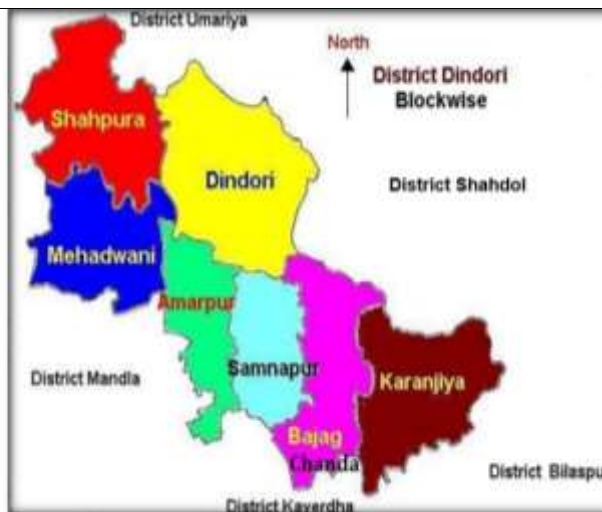 District Umariya
North
District Dindori
Blockwise
Shahpura
Dindori
District Shahdol
Mehadwani
Amarpur
Samnapur
District Mandla
Karanjiya
Bajag
Chanda
District Bilaspu
District Kaverdha